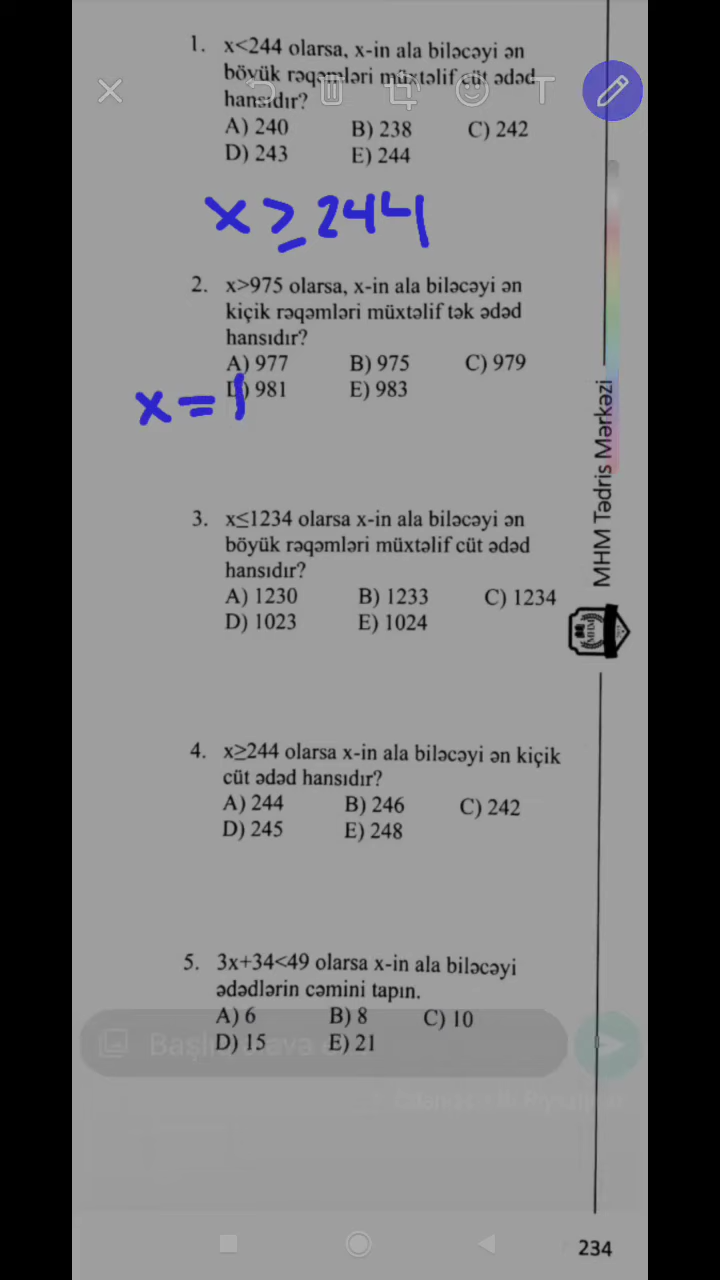 1. x<244 olarsa, x-in ala biləcəyi ən
böyük rəqəmləri müxtəlif cüt ədəd
hansıdır?
A) 240 B) 238 C) 242
D) 243 E) 244
x ≥ 244
2. x>975 olarsa, x-in ala biləcəyi ən
kiçik rəqəmləri müxtəlif tək ədəd
hansıdır?
A) 977 B) 975 C) 979
D) 981 E) 983
x = 1
3. x≤1234 olarsa x-in ala biləcəyi ən
böyük rəqəmləri müxtəlif cüt ədəd
hansıdır?
A) 1230 B) 1233 C) 1234
D) 1023 E) 1024
4. x≥244 olarsa x-in ala biləcəyi ən kiçik
cüt ədəd hansıdır?
A) 244 B) 246 C) 242
D) 245 E) 248
5. 3x+34<49 olarsa x-in ala biləcəyi
ədədlərin cəmini tapın.
A) 6 B) 8 C) 10
D) 15 E) 21
T
MHM Tədris Mərkəzi
MHM
234